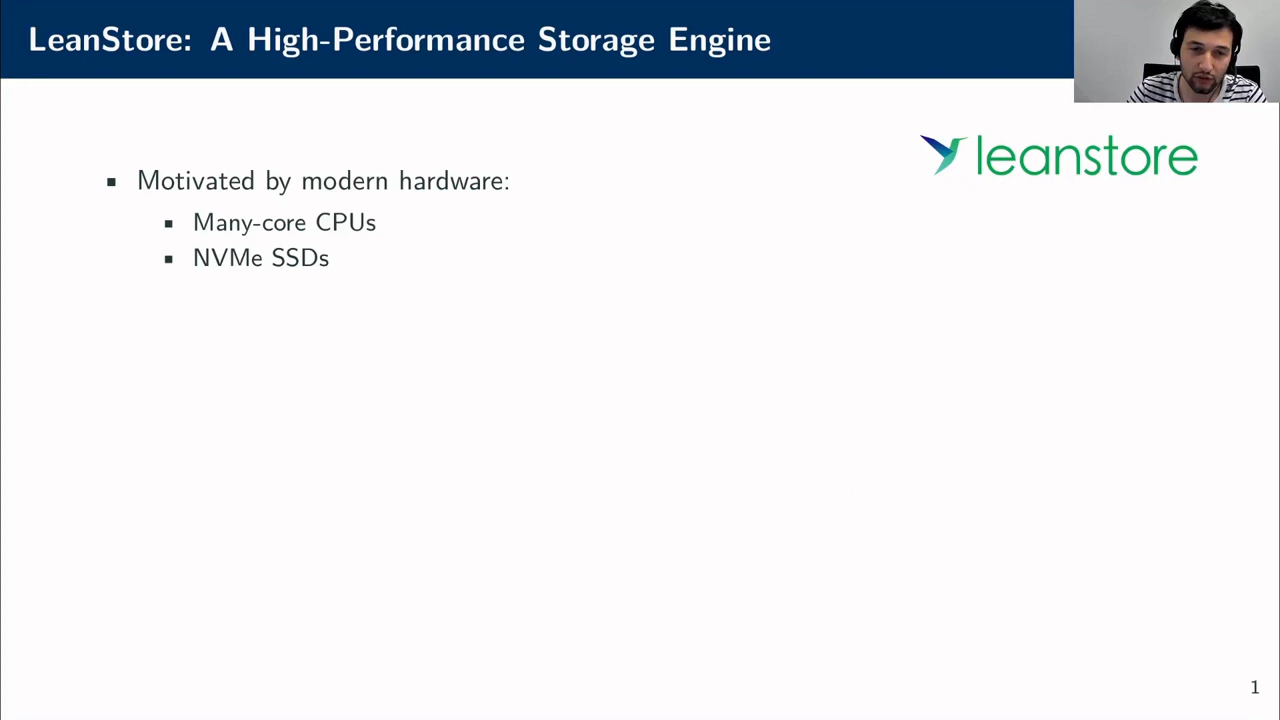 LeanStore: A High-Performance Storage Engine
leanstore
▪ Motivated by modern hardware:
▪ Many-core CPUs
▪ NVMe SSDs
1